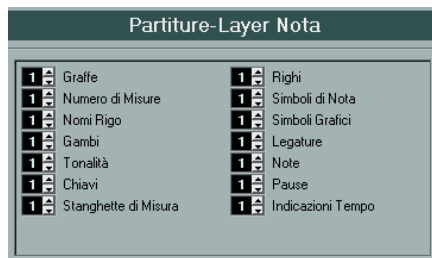 Partiture-Layer Nota
1 Graffe
1 Numero di Misure
1 Nomi Rigo
1 Gambi
1 Tonalità
1 Chiavi
1 Stanghette di Misura
1 Righi
1 Simboli di Nota
1 Simboli Grafici
1 Legature
1 Note
1 Pause
1 Indicazioni Tempo